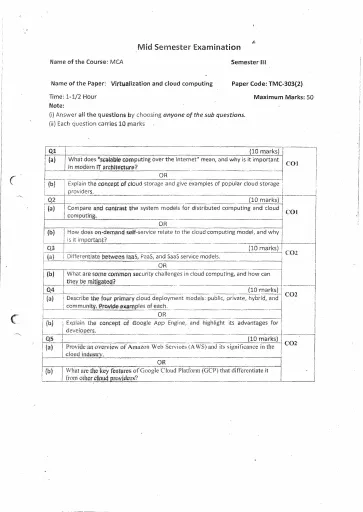 Mid Semester Examination
Name of the Course: MCA Semester III
Name of the Paper: Virtualization and cloud computing Paper Code: TMC-303(2)
Time: 1-1/2 Hour Maximum Marks: 50
Note:
(i) Answer all the questions by choosing anyone of the sub questions.
(ii) Each question carries 10 marks
Q1 (10 marks)
(a) What does "scalable computing over the Internet" mean, and why is it important CO1
in modern IT architecture?
OR
(b) Explain the concept of cloud storage and give examples of popular cloud storage
providers.
Q2 (10 marks)
(a) Compare and contrast the system models for distributed computing and cloud CO1
computing.
OR
(b) How does on-demand self-service relate to the cloud computing model, and why
is it important?
Q3 (10 marks)
(a) Differentiate between IaaS, PaaS, and SaaS service models. CO2
OR
(b) What are some common security challenges in cloud computing, and how can
they be mitigated?
Q4 (10 marks)
(a) Describe the four primary cloud deployment models: public, private, hybrid, and CO2
community. Provide examples of each.
OR
(b) Explain the concept of Google App Engine, and highlight its advantages for
developers.
Q5 (10 marks)
(a) Provide an overview of Amazon Web Services (AWS) and its significance in the CO2
cloud industry.
OR
(b) What are the key features of Google Cloud Platform (GCP) that differentiate it
from other cloud providers?